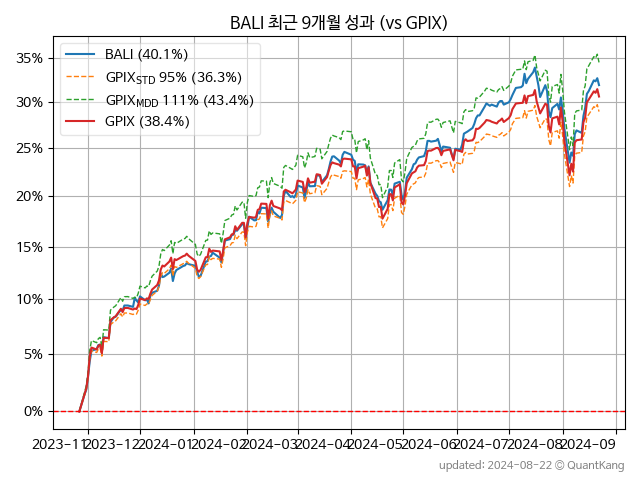 BALI 최근 9개월 성과 (vs GPIX)
BALI (40.1%)
GPIX_STD 95% (36.3%)
GPIX_MDD 111% (43.4%)
GPIX (38.4%)
35%
30%
25%
20%
15%
10%
5%
0%
2023-11 2023-12 2024-01 2024-02 2024-03 2024-04 2024-05 2024-06 2024-07 2024-08 2024-09
updated: 2024-08-22 © QuantKang